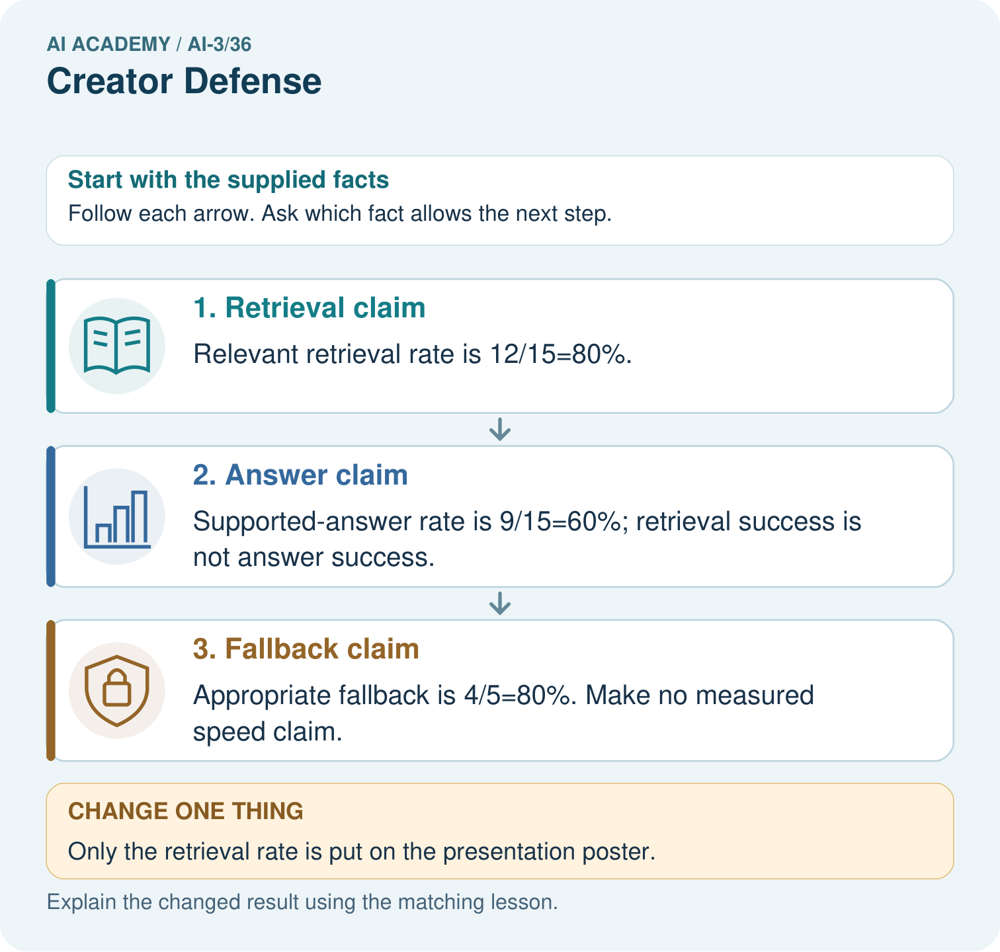 AI ACADEMY / AI-3/36
Creator Defense
Start with the supplied facts
Follow each arrow. Ask which fact allows the next step.
1. Retrieval claim
Relevant retrieval rate is 12/15=80%.
2. Answer claim
Supported-answer rate is 9/15=60%; retrieval success is
not answer success.
3. Fallback claim
Appropriate fallback is 4/5=80%. Make no measured
speed claim.
CHANGE ONE THING
Only the retrieval rate is put on the presentation poster.
Explain the changed result using the matching lesson.